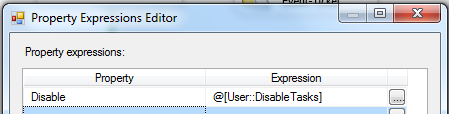 Property Expressions Editor
Property expressions:
Property Expression
Disable @[User::DisableTasks] ...